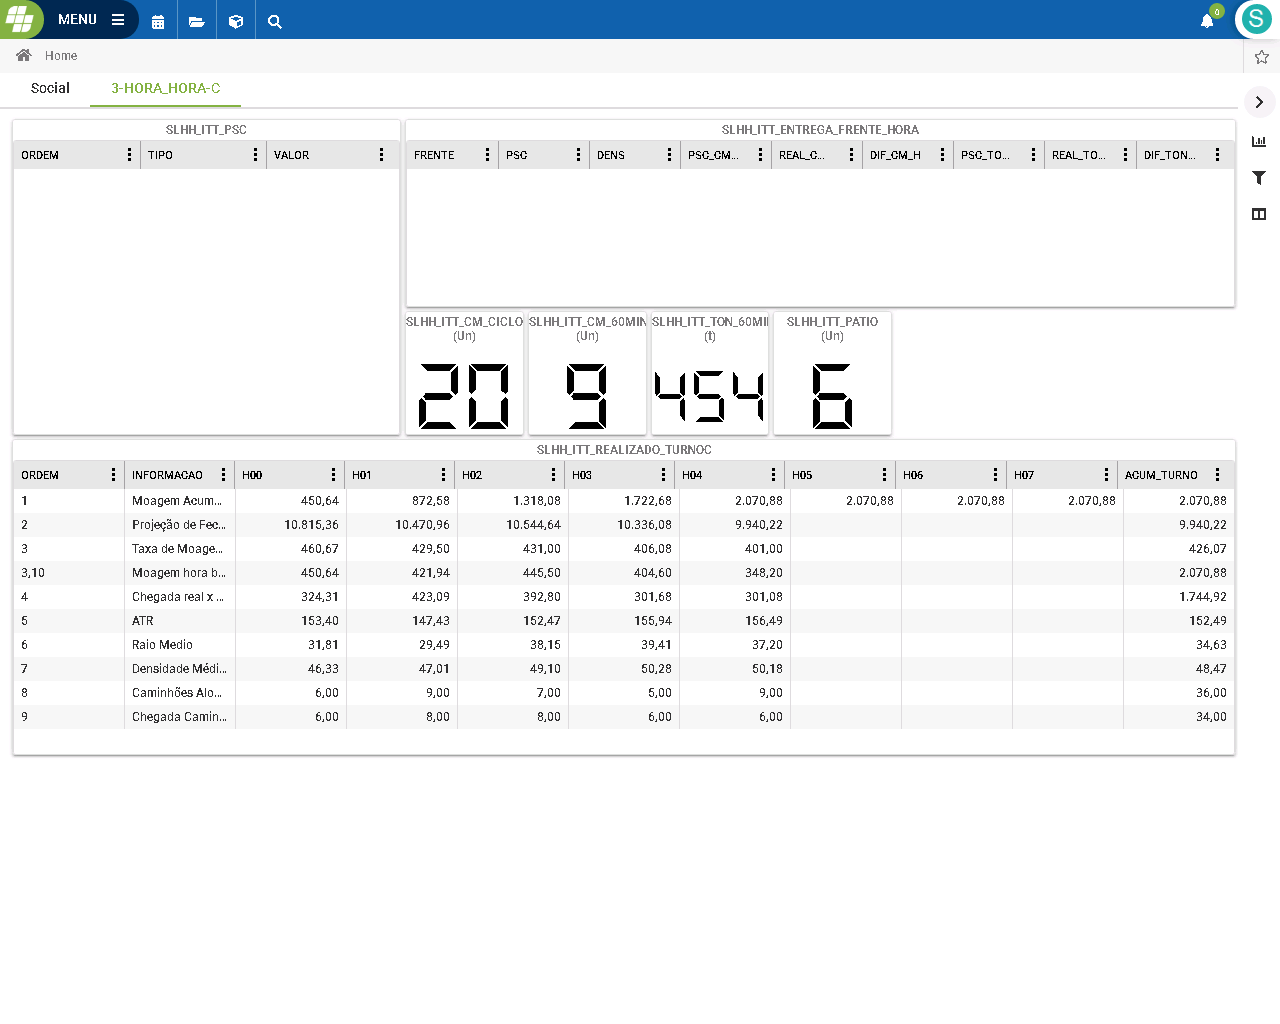 MENU
0
S
Home
Social 3-HORA_HORA-C
SLHH_ITT_PSC
ORDEM TIPO VALOR
SLHH_ITT_ENTREGA_FRENTE_HORA
FRENTE PSC DENS PSC_CM... REAL_C... DIF_CM_H PSC_TO... REAL_TO... DIF_TON...
SLHH_ITT_CM_CICLO
(Un)
20
SLHH_ITT_CM_60MIN
(Un)
9
SLHH_ITT_TON_60MI
(t)
454
SLHH_ITT_PATIO
(Un)
6
SLHH_ITT_REALIZADO_TURNOC
ORDEM INFORMACAO H00 H01 H02 H03 H04 H05 H06 H07 ACUM_TURNO
1 Moagem Acum... 450,64 872,58 1.318,08 1.722,68 2.070,88 2.070,88 2.070,88 2.070,88 2.070,88
2 Projeção de Fec... 10.815,36 10.470,96 10.544,64 10.336,08 9.940,22 9.940,22
3 Taxa de Moage... 460,67 429,50 431,00 406,08 401,00 426,07
3,10 Moagem hora b... 450,64 421,94 445,50 404,60 348,20 2.070,88
4 Chegada real x ... 324,31 423,09 392,80 301,68 301,08 1.744,92
5 ATR 153,40 147,43 152,47 155,94 156,49 152,49
6 Raio Medio 31,81 29,49 38,15 39,41 37,20 34,63
7 Densidade Médi... 46,33 47,01 49,10 50,28 50,18 48,47
8 Caminhões Alo... 6,00 9,00 7,00 5,00 9,00 36,00
9 Chegada Camin... 6,00 8,00 8,00 6,00 6,00 34,00